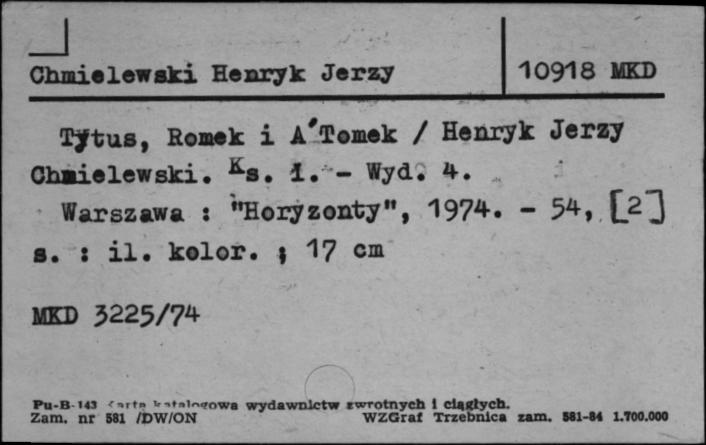 Chmielewski Henryk Jerzy 10918 MKD
Tytus, Romek i A'Tomek / Henryk Jerzy
Chmielewski. Ks. 1. - Wyd. 4.
Warszawa : "Horyzonty", 1974. - 54, [2]
s. : il. kolor. ; 17 cm
MKD 3225/74
Pu-B-143 Karta katalogowa wydawnictw zwrotnych i ciągłych.
Zam. nr 581 /DW/ON WZGraf Trzebnica zam. 581-84 1.700.000